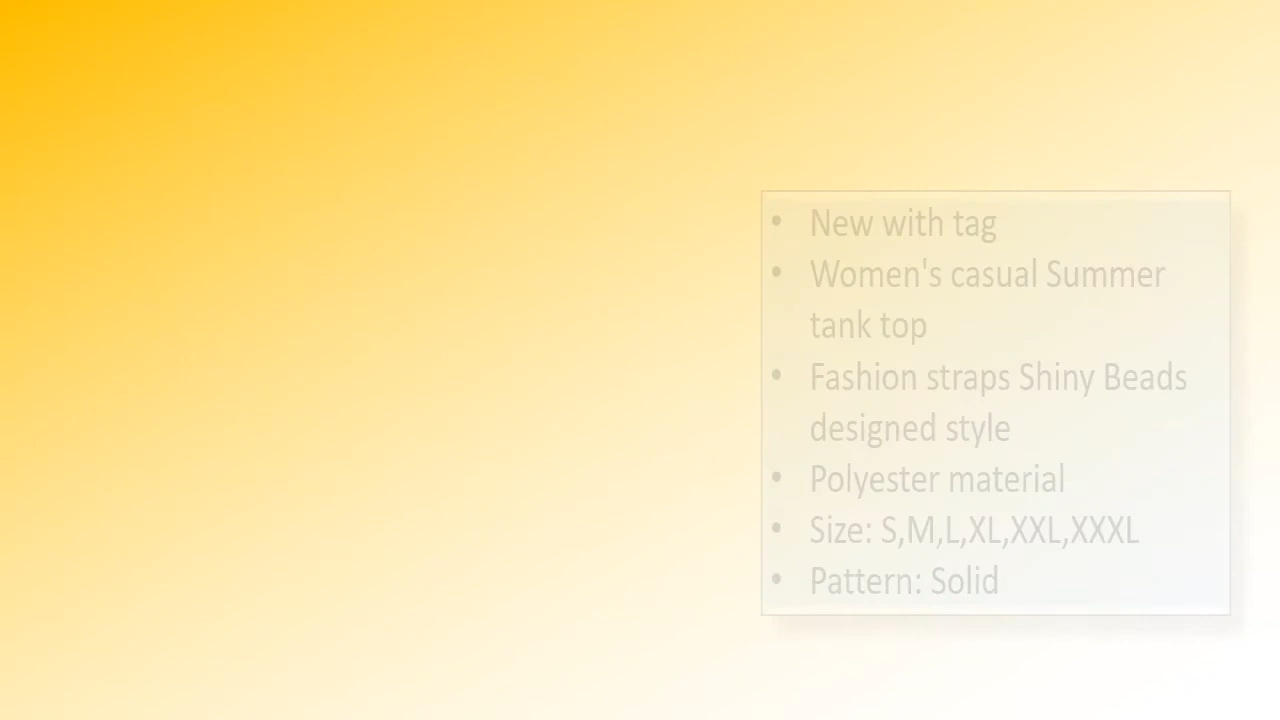 • New with tag
• Women's casual Summer
tank top
• Fashion straps Shiny Beads
designed style
• Polyester material
• Size: S,M,L,XL,XXL,XXXL
• Pattern: Solid